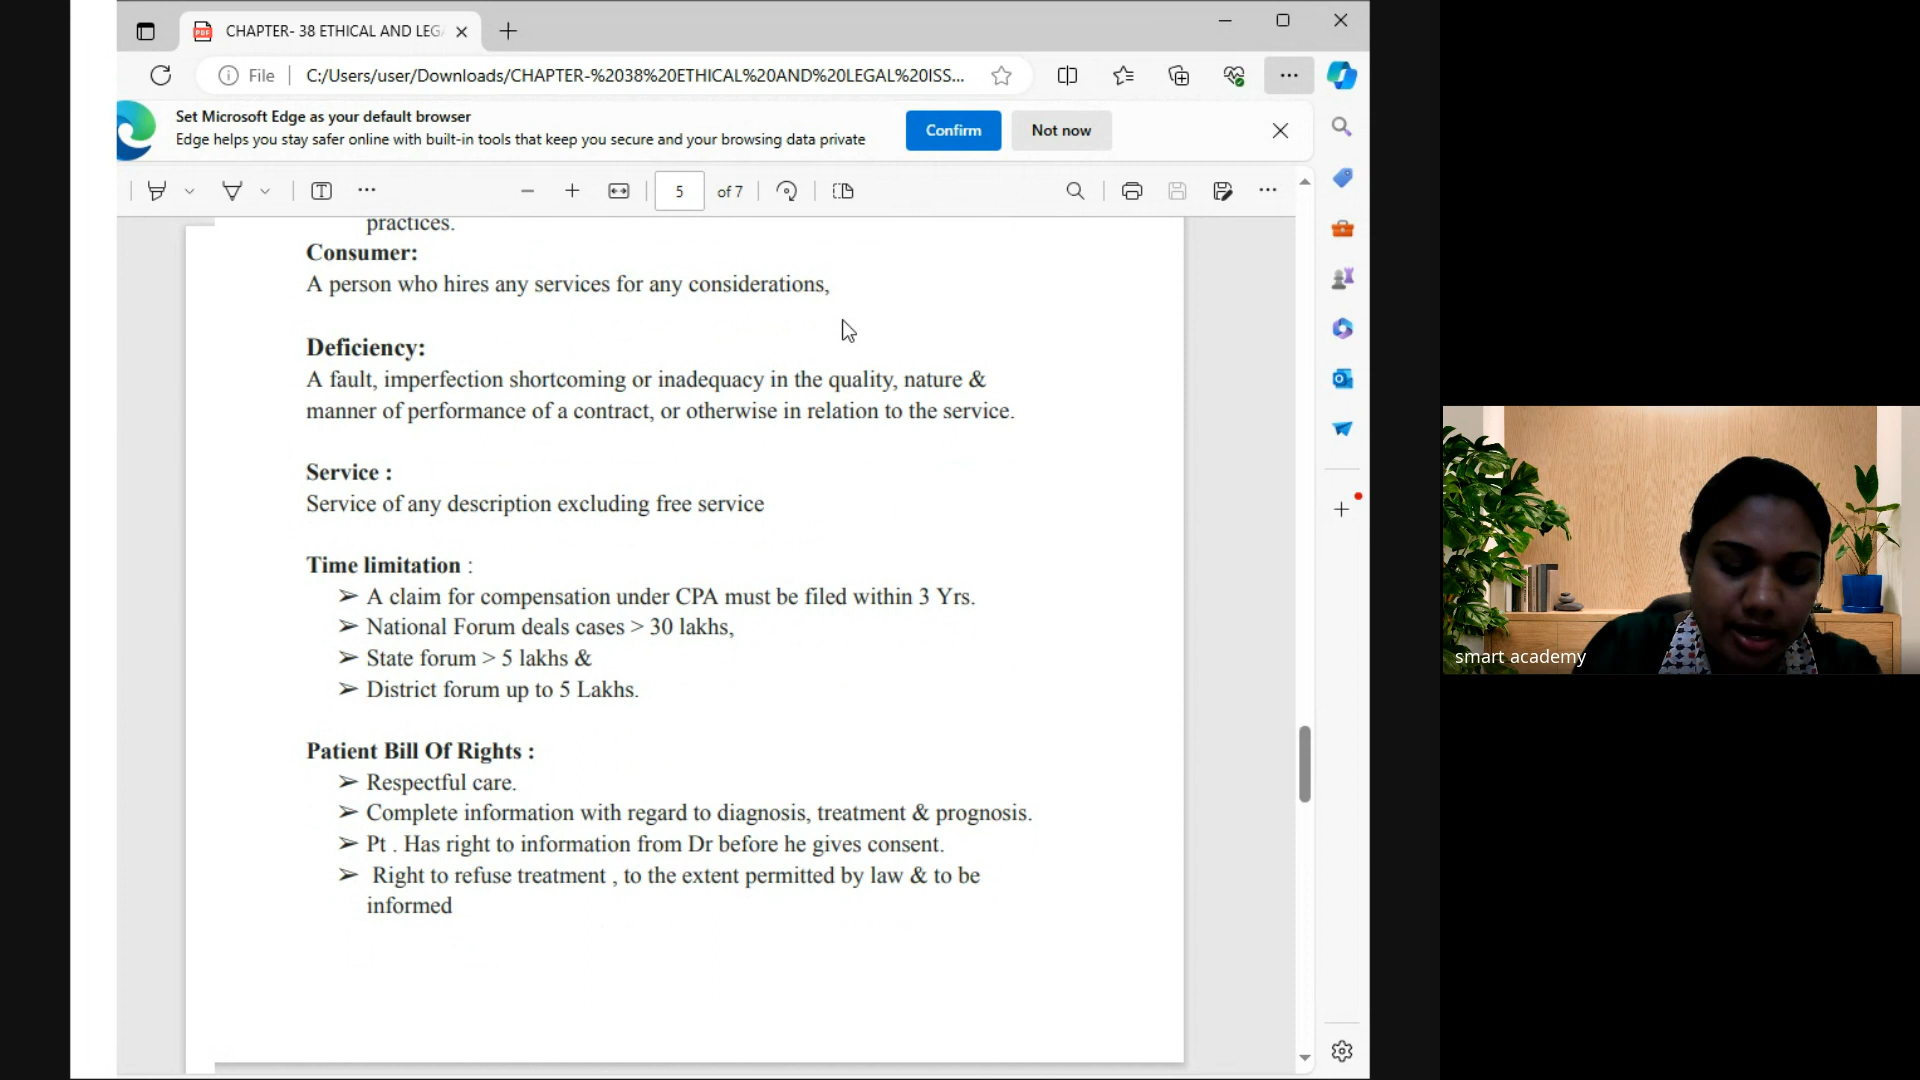 CHAPTER- 38 ETHICAL AND LEG
File
C:/Users/user/Downloads/CHAPTER-%2038%20ETHICAL%20AND%20LEGAL%20ISS...
Set Microsoft Edge as your default browser
Edge helps you stay safer online with built-in tools that keep you secure and your browsing data private
Confirm
Not now
5 of 7
practices.
Consumer:
A person who hires any services for any considerations,
Deficiency:
A fault, imperfection shortcoming or inadequacy in the quality, nature &
manner of performance of a contract, or otherwise in relation to the service.
Service :
Service of any description excluding free service
Time limitation :
➢ A claim for compensation under CPA must be filed within 3 Yrs.
➢ National Forum deals cases > 30 lakhs,
➢ State forum > 5 lakhs &
➢ District forum up to 5 Lakhs.
Patient Bill Of Rights :
➢ Respectful care.
➢ Complete information with regard to diagnosis, treatment & prognosis.
➢ Pt . Has right to information from Dr before he gives consent.
➢ Right to refuse treatment , to the extent permitted by law & to be
informed
smart academy